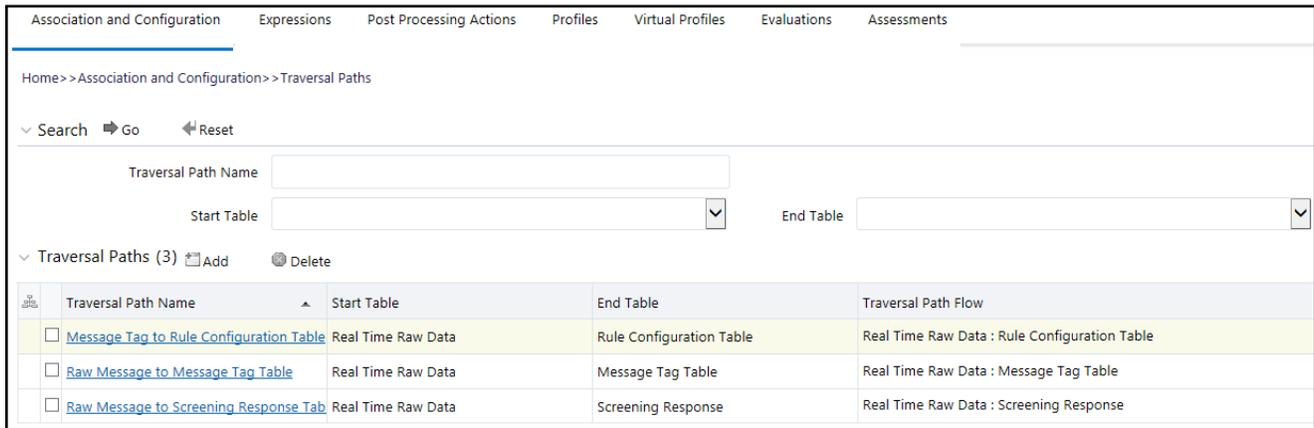 Association and Configuration Expressions Post Processing Actions Profiles Virtual Profiles Evaluations Assessments
Home>>Association and Configuration>>Traversal Paths
Search Go Reset
Traversal Path Name
Start Table End Table
Traversal Paths (3) Add Delete
Traversal Path Name Start Table End Table Traversal Path Flow
Message Tag to Rule Configuration Table Real Time Raw Data Rule Configuration Table Real Time Raw Data : Rule Configuration Table
Raw Message to Message Tag Table Real Time Raw Data Message Tag Table Real Time Raw Data : Message Tag Table
Raw Message to Screening Response Tab Real Time Raw Data Screening Response Real Time Raw Data : Screening Response